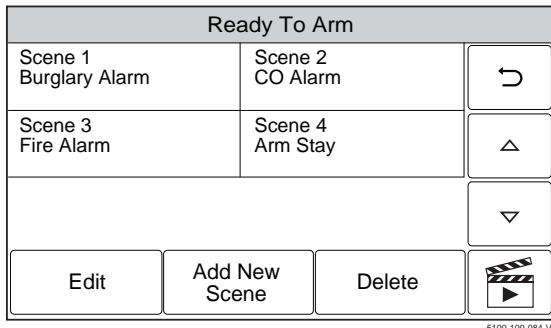 Ready To Arm
Scene 1
Burglary Alarm
Scene 2
CO Alarm
Scene 3
Fire Alarm
Scene 4
Arm Stay
Edit
Add New
Scene
Delete